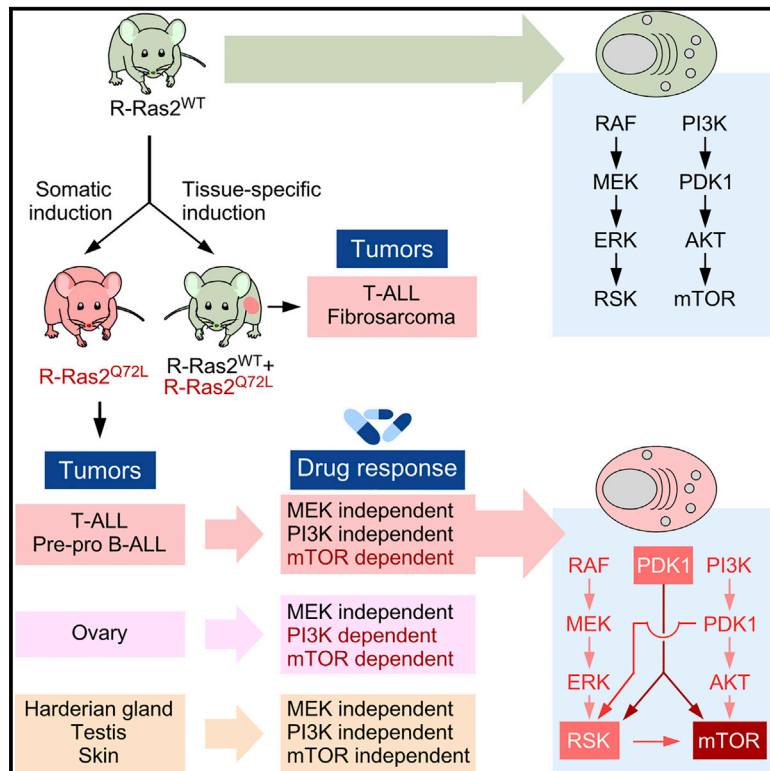 R-Ras2WT
RAF PI3K
MEK PDK1
ERK AKT
RSK mTOR
Somatic induction
Tissue-specific induction
Tumors
T-ALL
Fibrosarcoma
R-Ras2Q72L
R-Ras2WT+
R-Ras2Q72L
Tumors
Drug response
T-ALL
Pre-pro B-ALL
MEK independent
PI3K independent
mTOR dependent
Ovary
MEK independent
PI3K dependent
mTOR dependent
Harderian gland
Testis
Skin
MEK independent
PI3K independent
mTOR independent
RAF PDK1 PI3K
MEK PDK1
ERK AKT
RSK mTOR